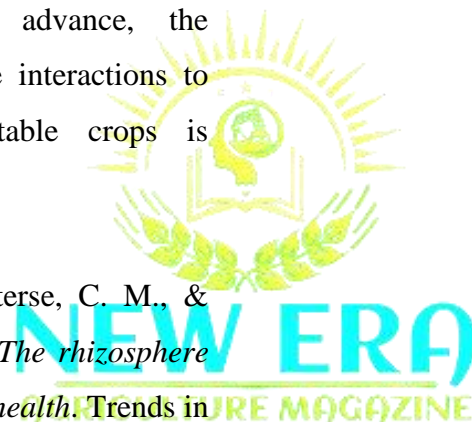 advance, the
interactions to
table crops is
terse, C. M., &
The rhizosphere
health. Trends in
NEW ERA
AGRICULTURE MAGAZINE